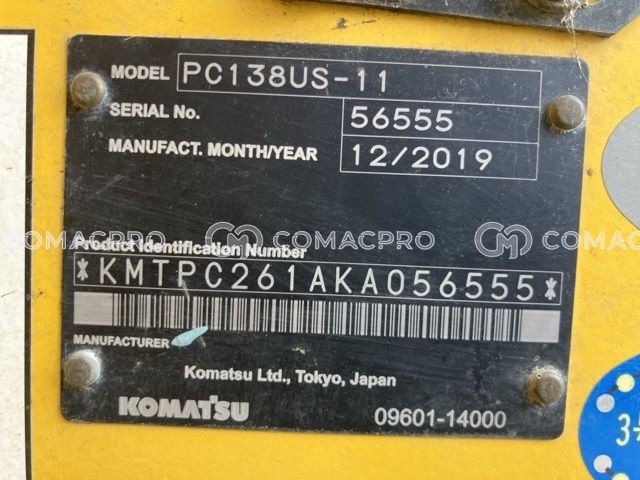 MODEL PC138US-11
SERIAL No. 56555
MANUFACT. MONTH/YEAR 12/2019
COMACPRO COMACPRO COMACPRO
Product Identification Number
*KMTPC261AKA056555*
MANUFACTURER
Komatsu Ltd., Tokyo, Japan
KOMATSU 09601-14000